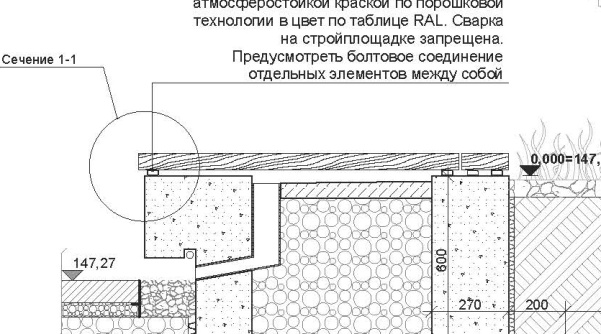 атмосферостойкой краской по порошковой
технологии в цвет по таблице RAL. Сварка
на стройплощадке запрещена.
Предусмотреть болтовое соединение
отдельных элементов между собой
Сечение 1-1
0,000=147,
147,27
600
270
200